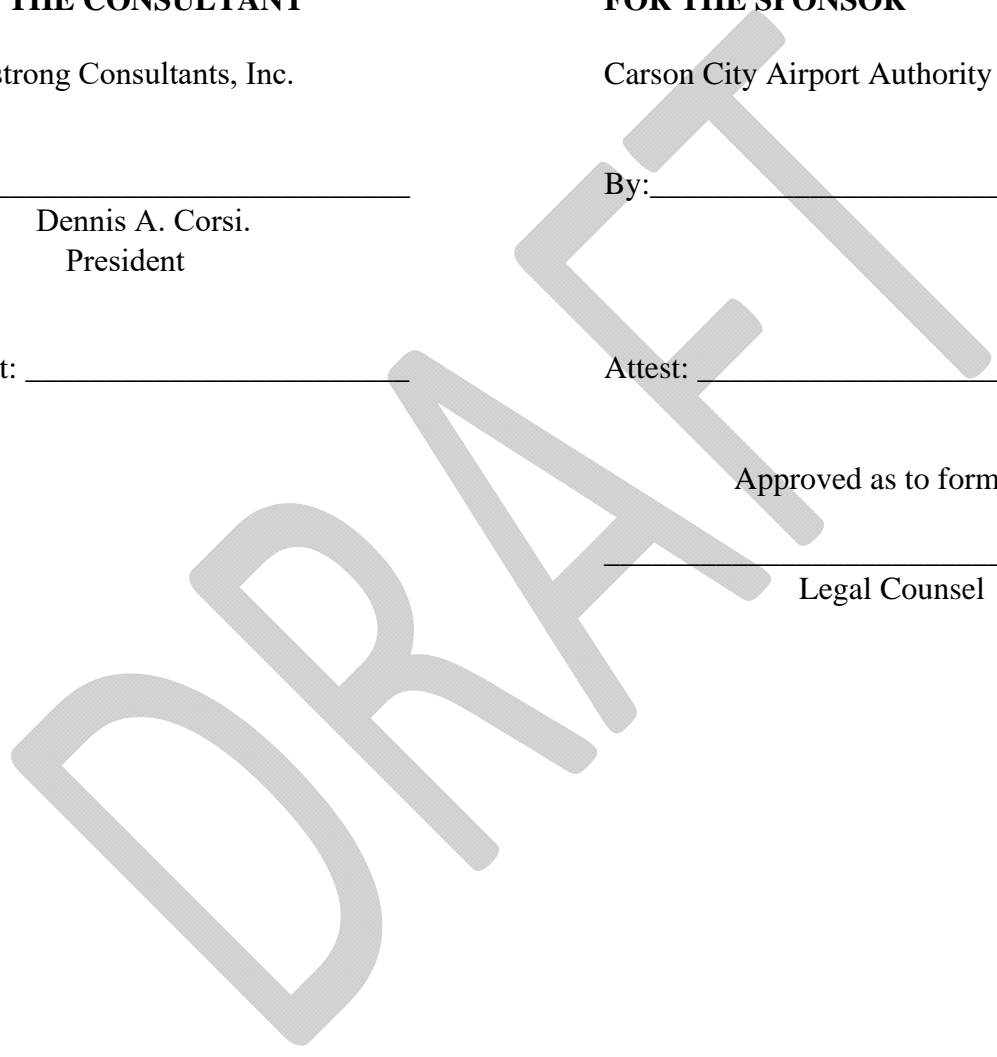 THE CONSULTANT
FOR THE SPONSOR
strong Consultants, Inc.
Carson City Airport Authority
By:
Dennis A. Corsi.
President
t:
Attest:
Approved as to form
Legal Counsel
DRAFT